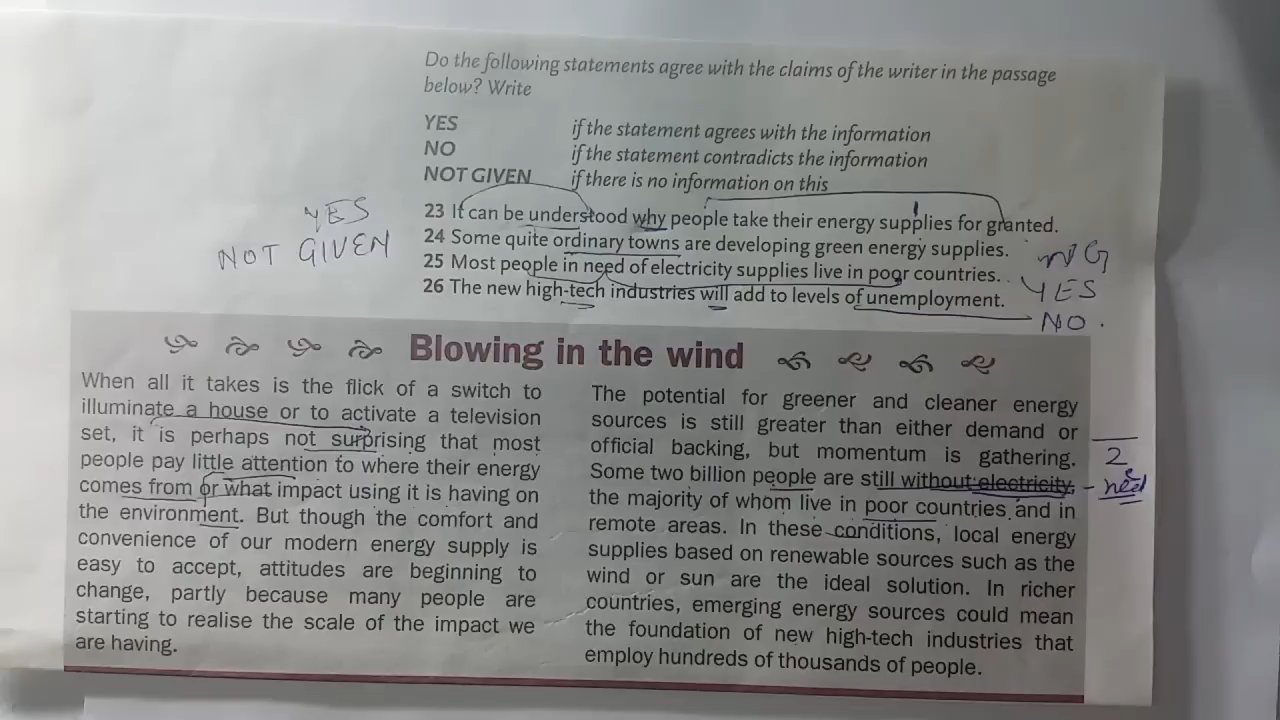 Do the following statements agree with the claims of the writer in the passage
below? Write
YES if the statement agrees with the information
NO if the statement contradicts the information
NOT GIVEN if there is no information on this
YES
NOT GIVEN
23 It can be understood why people take their energy supplies for granted.
24 Some quite ordinary towns are developing green energy supplies.
25 Most people in need of electricity supplies live in poor countries.
26 The new high-tech industries will add to levels of unemployment.
NG
YES
NO.
Blowing in the wind
When all it takes is the flick of a switch to
illuminate a house or to activate a television
set, it is perhaps not surprising that most
people pay little attention to where their energy
comes from or what impact using it is having on
the environment. But though the comfort and
convenience of our modern energy supply is
easy to accept, attitudes are beginning to
change, partly because many people are
starting to realise the scale of the impact we
are having.
The potential for greener and cleaner energy
sources is still greater than either demand or
official backing, but momentum is gathering.
Some two billion people are still without electricity,
the majority of whom live in poor countries and in
remote areas. In these conditions, local energy
supplies based on renewable sources such as the
wind or sun are the ideal solution. In richer
countries, emerging energy sources could mean
the foundation of new high-tech industries that
employ hundreds of thousands of people.
2
need